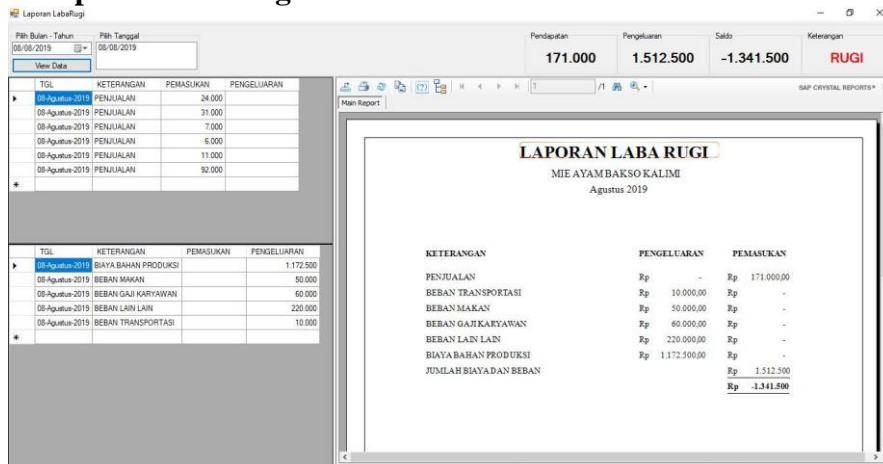 Laporan LabaRugi
Pilih Bulan - Tahun
Pilih Tanggal
08/08/2019
08/08/2019
View Data
Pendapatan
Pengeluaran
Saldo
Keterangan
171.000
1.512.500
-1.341.500
RUGI
TGL KETERANGAN PEMASUKAN PENGELUARAN
08-Agustus-2019 PENJUALAN 24.000
08-Agustus-2019 PENJUALAN 31.000
08-Agustus-2019 PENJUALAN 7.000
08-Agustus-2019 PENJUALAN 6.000
08-Agustus-2019 PENJUALAN 11.000
08-Agustus-2019 PENJUALAN 92.000
TGL KETERANGAN PEMASUKAN PENGELUARAN
08-Agustus-2019 BIAYA BAHAN PRODUKSI 1.172.500
08-Agustus-2019 BEBAN MAKAN 50.000
08-Agustus-2019 BEBAN GAJI KARYAWAN 60.000
08-Agustus-2019 BEBAN LAIN LAIN 220.000
08-Agustus-2019 BEBAN TRANSPORTASI 10.000
1 /1
SAP CRYSTAL REPORTS®
Main Report
LAPORAN LABA RUGI
MIE AYAM BAKSO KALIMI
Agustus 2019
KETERANGAN PENGELUARAN PEMASUKAN
PENJUALAN Rp - Rp 171.000,00
BEBAN TRANSPORTASI Rp 10.000,00 Rp -
BEBAN MAKAN Rp 50.000,00 Rp -
BEBAN GAJI KARYAWAN Rp 60.000,00 Rp -
BEBAN LAIN LAIN Rp 220.000,00 Rp -
BIAYA BAHAN PRODUKSI Rp 1.172.500,00 Rp -
JUMLAH BIAYA DAN BEBAN Rp 1.512.500
Rp -1.341.500